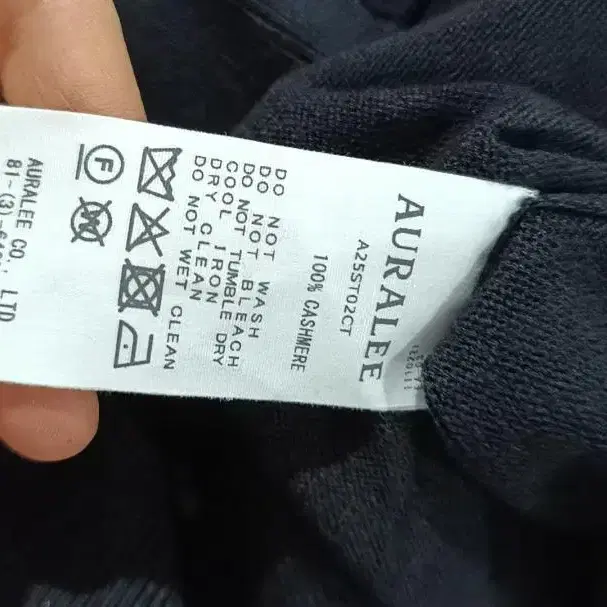 AURALEE
A25ST02CT
100% CASHMERE
DO NOT WASH
DO NOT BLEACH
DO NOT TUMBLE DRY
COOL IRON
DRY CLEAN
DO NOT WET CLEAN
F
W
AURALEE CO., LTD
81-(3)-